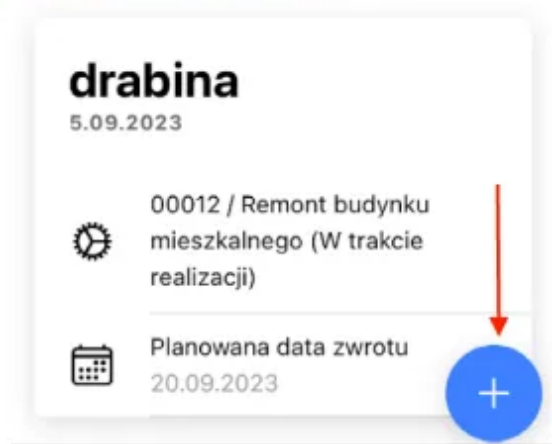 drabina
5.09.2023
00012 / Remont budynku
mieszkalnego (W trakcie
realizacji)
Planowana data zwrotu
20.09.2023